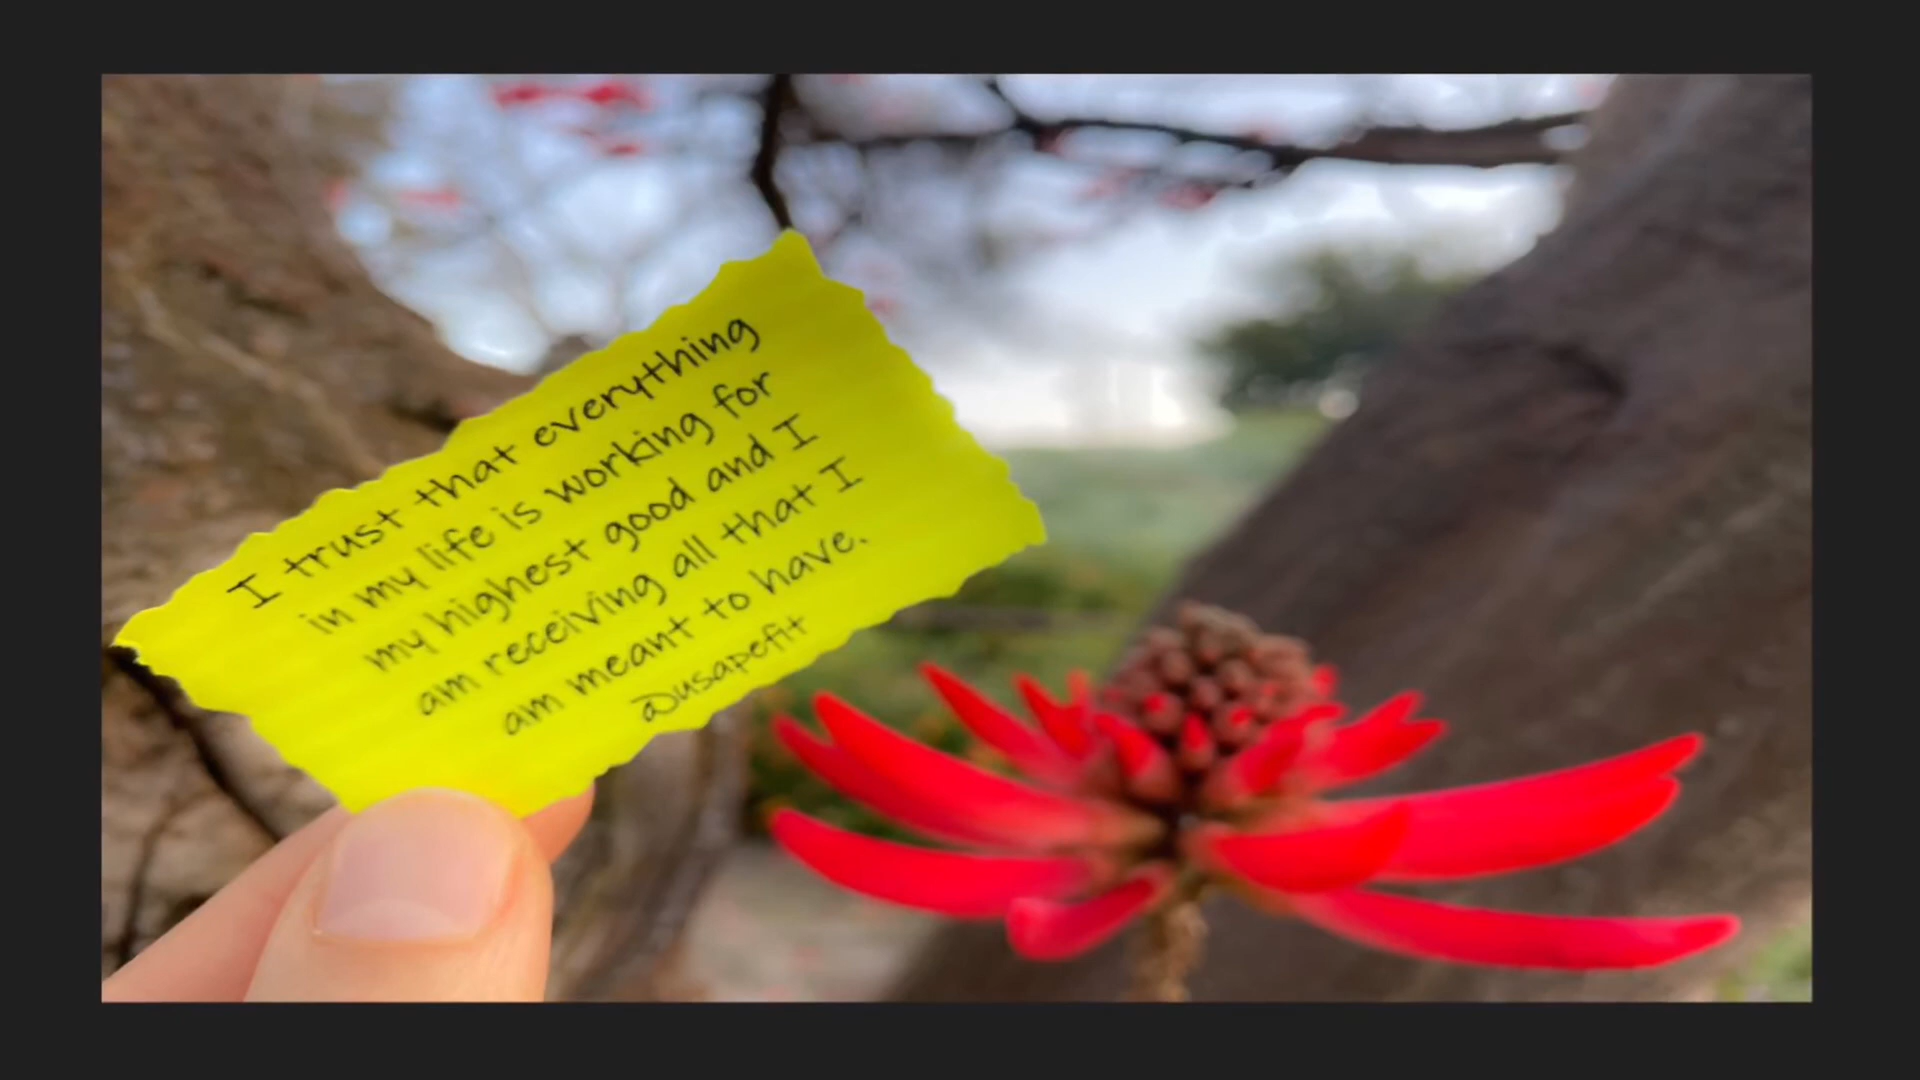 I trust that everything
in my life is working for
my highest good and I
am receiving all that I
am meant to have.
@usapefit